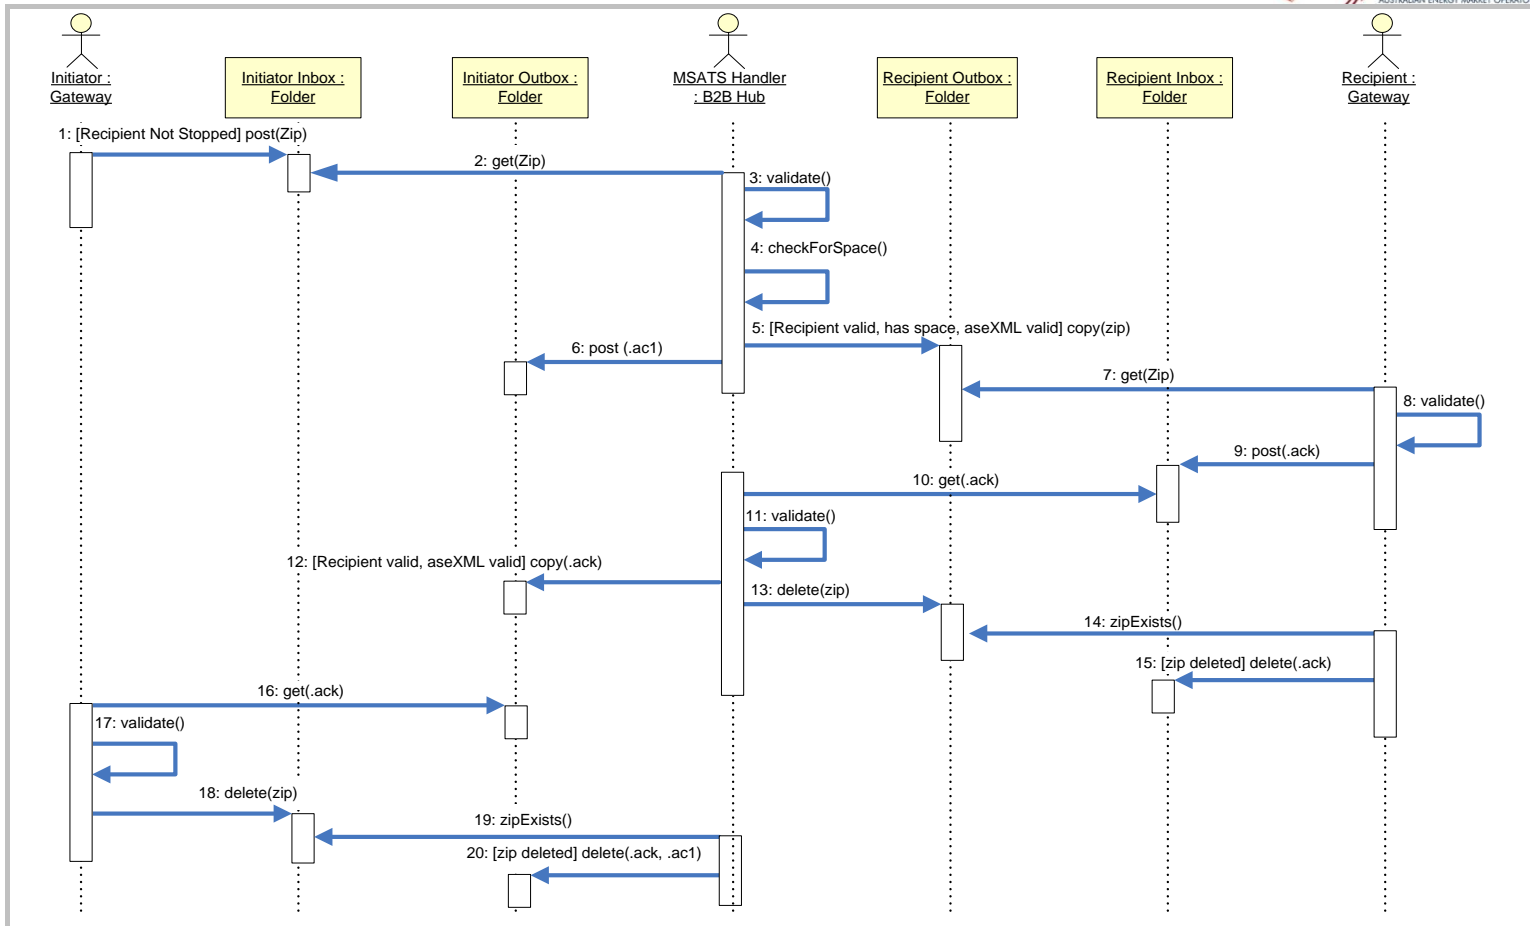 AUSTRALIAN ENERGY MARKET OPERATO
Initiator :
Gateway
Initiator Inbox :
Folder
Initiator Outbox :
Folder
MSATS Handler
: B2B Hub
Recipient Outbox :
Folder
Recipient Inbox :
Folder
Recipient :
Gateway
1: [Recipient Not Stopped] post(Zip)
2: get(Zip)
3: validate()
4: checkForSpace()
5: [Recipient valid, has space, aseXML valid] copy(zip)
6: post (.ac1)
7: get(Zip)
8: validate()
9: post(.ack)
10: get(.ack)
11: validate()
12: [Recipient valid, aseXML valid] copy(.ack)
13: delete(zip)
14: zipExists()
15: [zip deleted] delete(.ack)
16: get(.ack)
17: validate()
18: delete(zip)
19: zipExists()
20: [zip deleted] delete(.ack, .ac1)